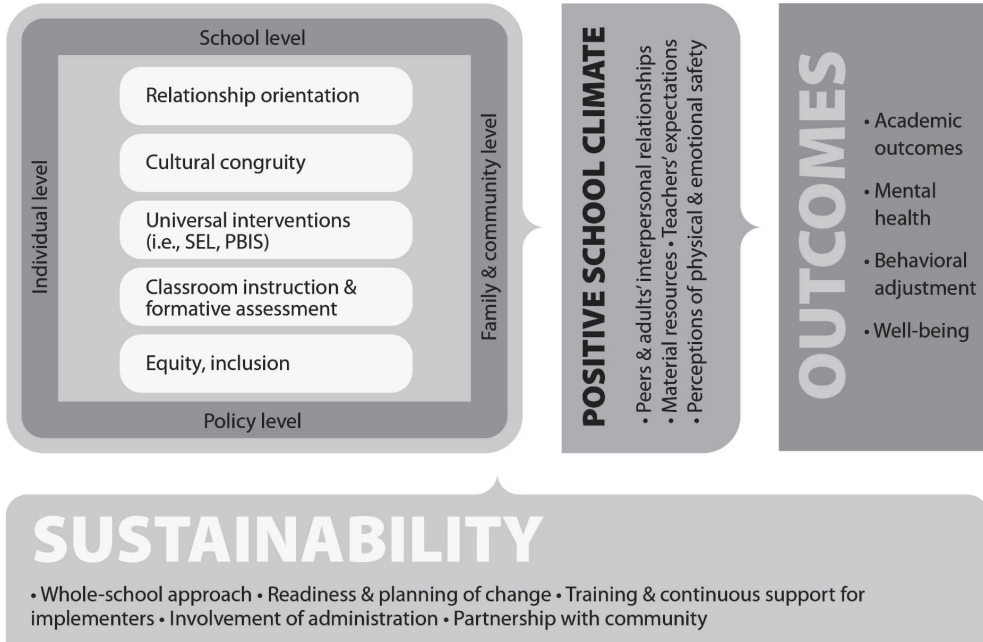 School level
Individual level
Relationship orientation
Cultural congruity
Universal interventions
(i.e., SEL, PBIS)
Classroom instruction &
formative assessment
Equity, inclusion
Family & community level
Policy level
POSITIVE SCHOOL CLIMATE
• Peers & adults' interpersonal relationships
• Material resources • Teachers' expectations
• Perceptions of physical & emotional safety
OUTCOMES
• Academic
outcomes
• Mental
health
• Behavioral
adjustment
• Well-being
SUSTAINABILITY
• Whole-school approach • Readiness & planning of change • Training & continuous support for
implementers • Involvement of administration • Partnership with community